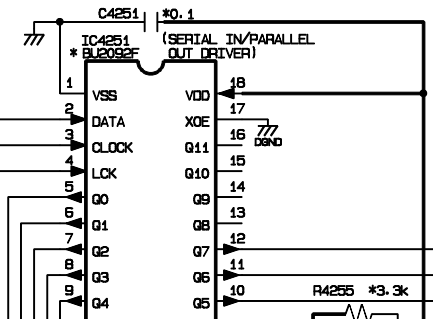 C4251 *0.1
IC4251 (SERIAL IN/PARALLEL
* BU2092F OUT DRIVER)
1 VSS VDD 18
2 DATA XOE 17
3 CLOCK Q11 16
DGND
4 LCK Q10 15
5 Q0 Q9 14
6 Q1 Q8 13
7 Q2 Q7 12
8 Q3 Q6 11
9 Q4 Q5 10
R4255 *3.3k